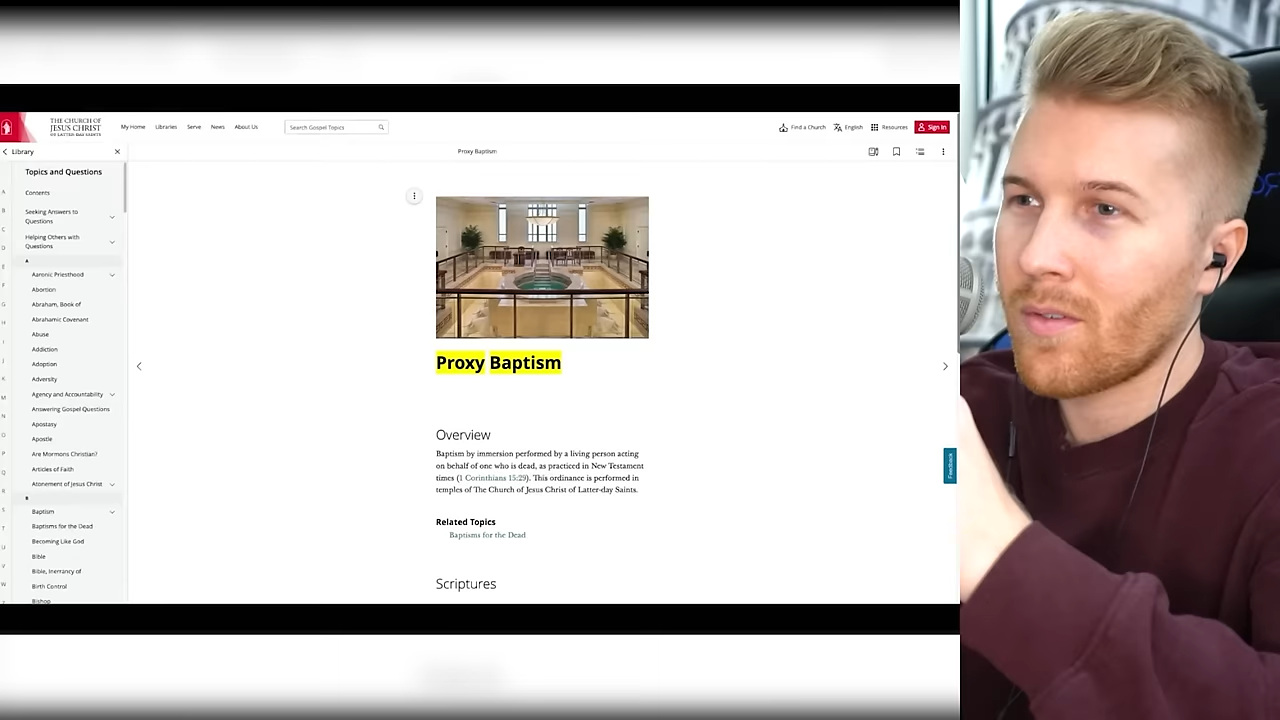 THE CHURCH OF
JESUS CHRIST
OF LATTER-DAY SAINTS
My Home
Libraries
Serve
News
About Us
Search Gospel Topics
Find a Church
English
Resources
Sign In
Library
Proxy Baptism
Topics and Questions
Contents
Seeking Answers to
Questions
Helping Others with
Questions
A
Aaronic Priesthood
Abortion
Abraham, Book of
Abrahamic Covenant
Abuse
Addiction
Adoption
Adversity
Agency and Accountability
Answering Gospel Questions
Apostasy
Apostle
Are Mormons Christian?
Articles of Faith
Atonement of Jesus Christ
B
Baptism
Baptisms for the Dead
Becoming Like God
Bible
Bible, Inerrancy of
Birth Control
Bishop
A
B
C
D
E
F
G
H
I
J
K
M
N
O
P
Q
R
S
T
U
V
W
Proxy Baptism
Overview
Baptism by immersion performed by a living person acting
on behalf of one who is dead, as practiced in New Testament
times (1 Corinthians 15:29). This ordinance is performed in
temples of The Church of Jesus Christ of Latter-day Saints.
Related Topics
Baptisms for the Dead
Scriptures
Feedback